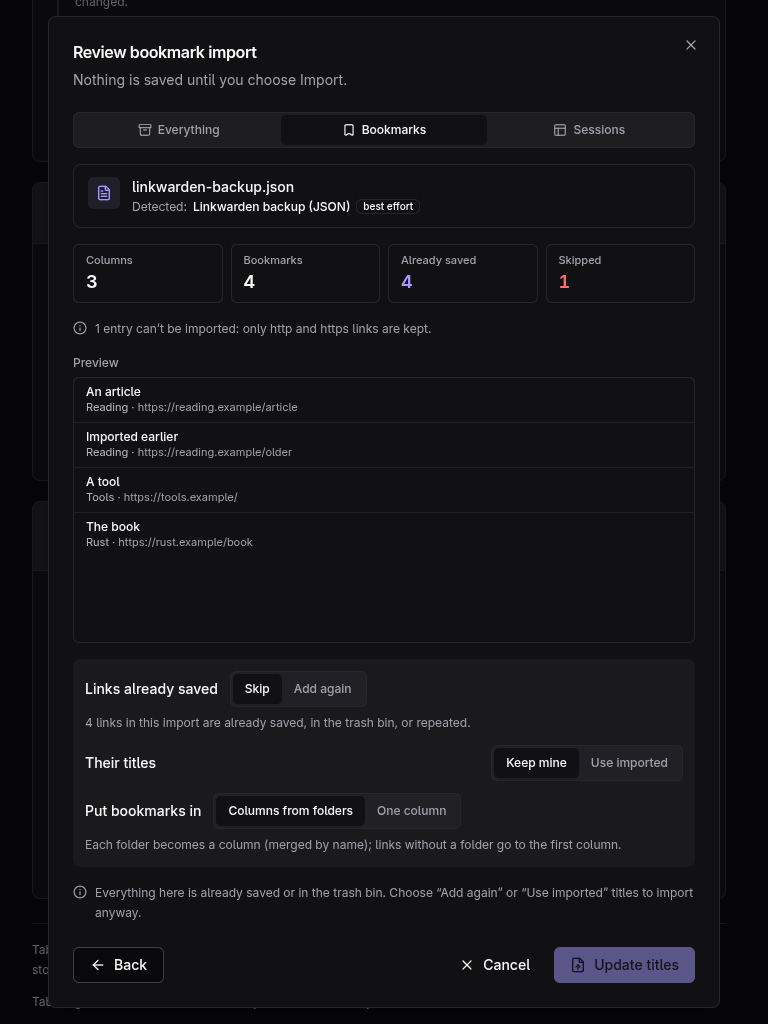 changed.
Review bookmark import
Nothing is saved until you choose Import.
Everything
Bookmarks
Sessions
linkwarden-backup.json
Detected: Linkwarden backup (JSON) best effort
Columns
3
Bookmarks
4
Already saved
4
Skipped
1
1 entry can’t be imported: only http and https links are kept.
Preview
An article
Reading · https://reading.example/article
Imported earlier
Reading · https://reading.example/older
A tool
Tools · https://tools.example/
The book
Rust · https://rust.example/book
Links already saved Skip Add again
4 links in this import are already saved, in the trash bin, or repeated.
Their titles Keep mine Use imported
Put bookmarks in Columns from folders One column
Each folder becomes a column (merged by name); links without a folder go to the first column.
Everything here is already saved or in the trash bin. Choose “Add again” or “Use imported” titles to import
anyway.
Back
Cancel
Update titles